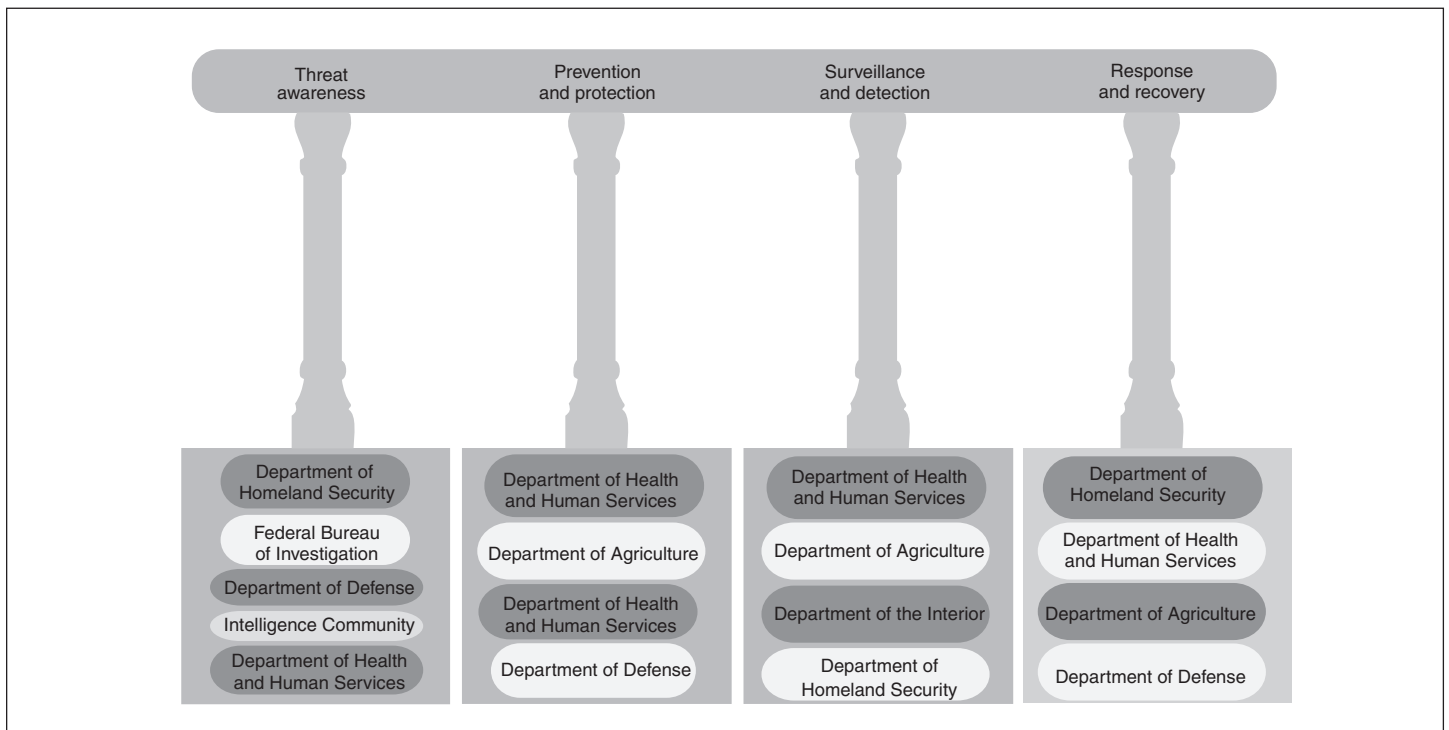 Threat
awareness
Prevention
and protection
Surveillance
and detection
Response
and recovery
Department of
Homeland Security
Federal Bureau
of Investigation
Department of Defense
Intelligence Community
Department of Health
and Human Services
Department of Health
and Human Services
Department of Agriculture
Department of Health
and Human Services
Department of Defense
Department of Health
and Human Services
Department of Agriculture
Department of the Interior
Department of
Homeland Security
Department of
Homeland Security
Department of Health
and Human Services
Department of Agriculture
Department of Defense